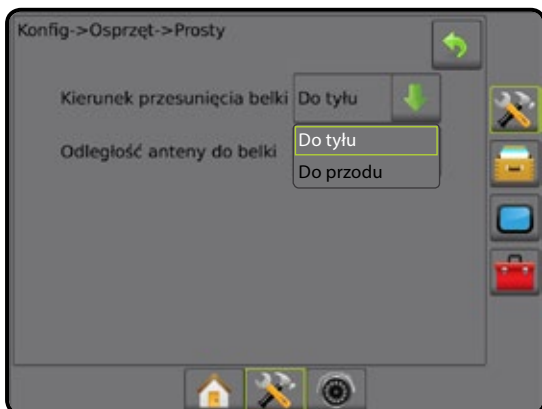 Konfig->Osprzęt->Prosty
Kierunek przesunięcia belki Do tyłu
Odległość anteny do belki
Do tyłu
Do przodu